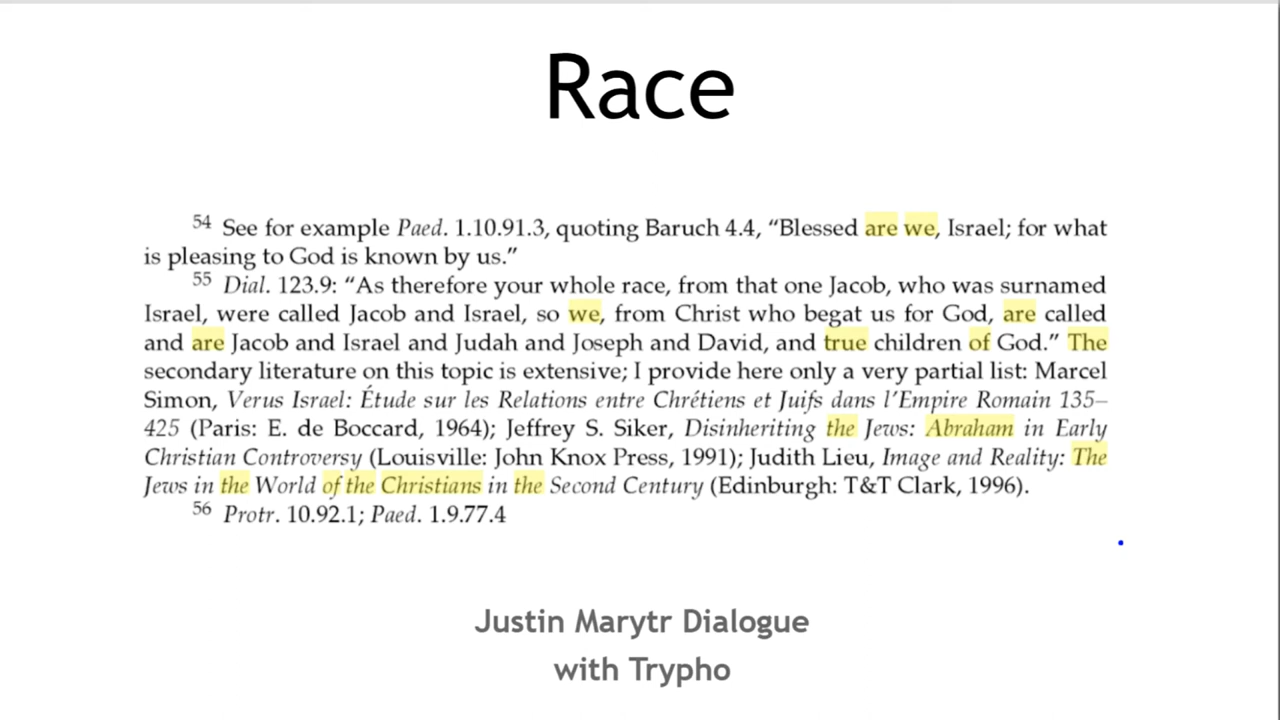 Race
54 See for example Paed. 1.10.91.3, quoting Baruch 4.4, “Blessed are we, Israel; for what
is pleasing to God is known by us.”
55 Dial. 123.9: “As therefore your whole race, from that one Jacob, who was surnamed
Israel, were called Jacob and Israel, so we, from Christ who begat us for God, are called
and are Jacob and Israel and Judah and Joseph and David, and true children of God.” The
secondary literature on this topic is extensive; I provide here only a very partial list: Marcel
Simon, Verus Israel: Étude sur les Relations entre Chrétiens et Juifs dans l’Empire Romain 135–
425 (Paris: E. de Boccard, 1964); Jeffrey S. Siker, Disinheriting the Jews: Abraham in Early
Christian Controversy (Louisville: John Knox Press, 1991); Judith Lieu, Image and Reality: The
Jews in the World of the Christians in the Second Century (Edinburgh: T&T Clark, 1996).
56 Protr. 10.92.1; Paed. 1.9.77.4
Justin Marytr Dialogue
with Trypho